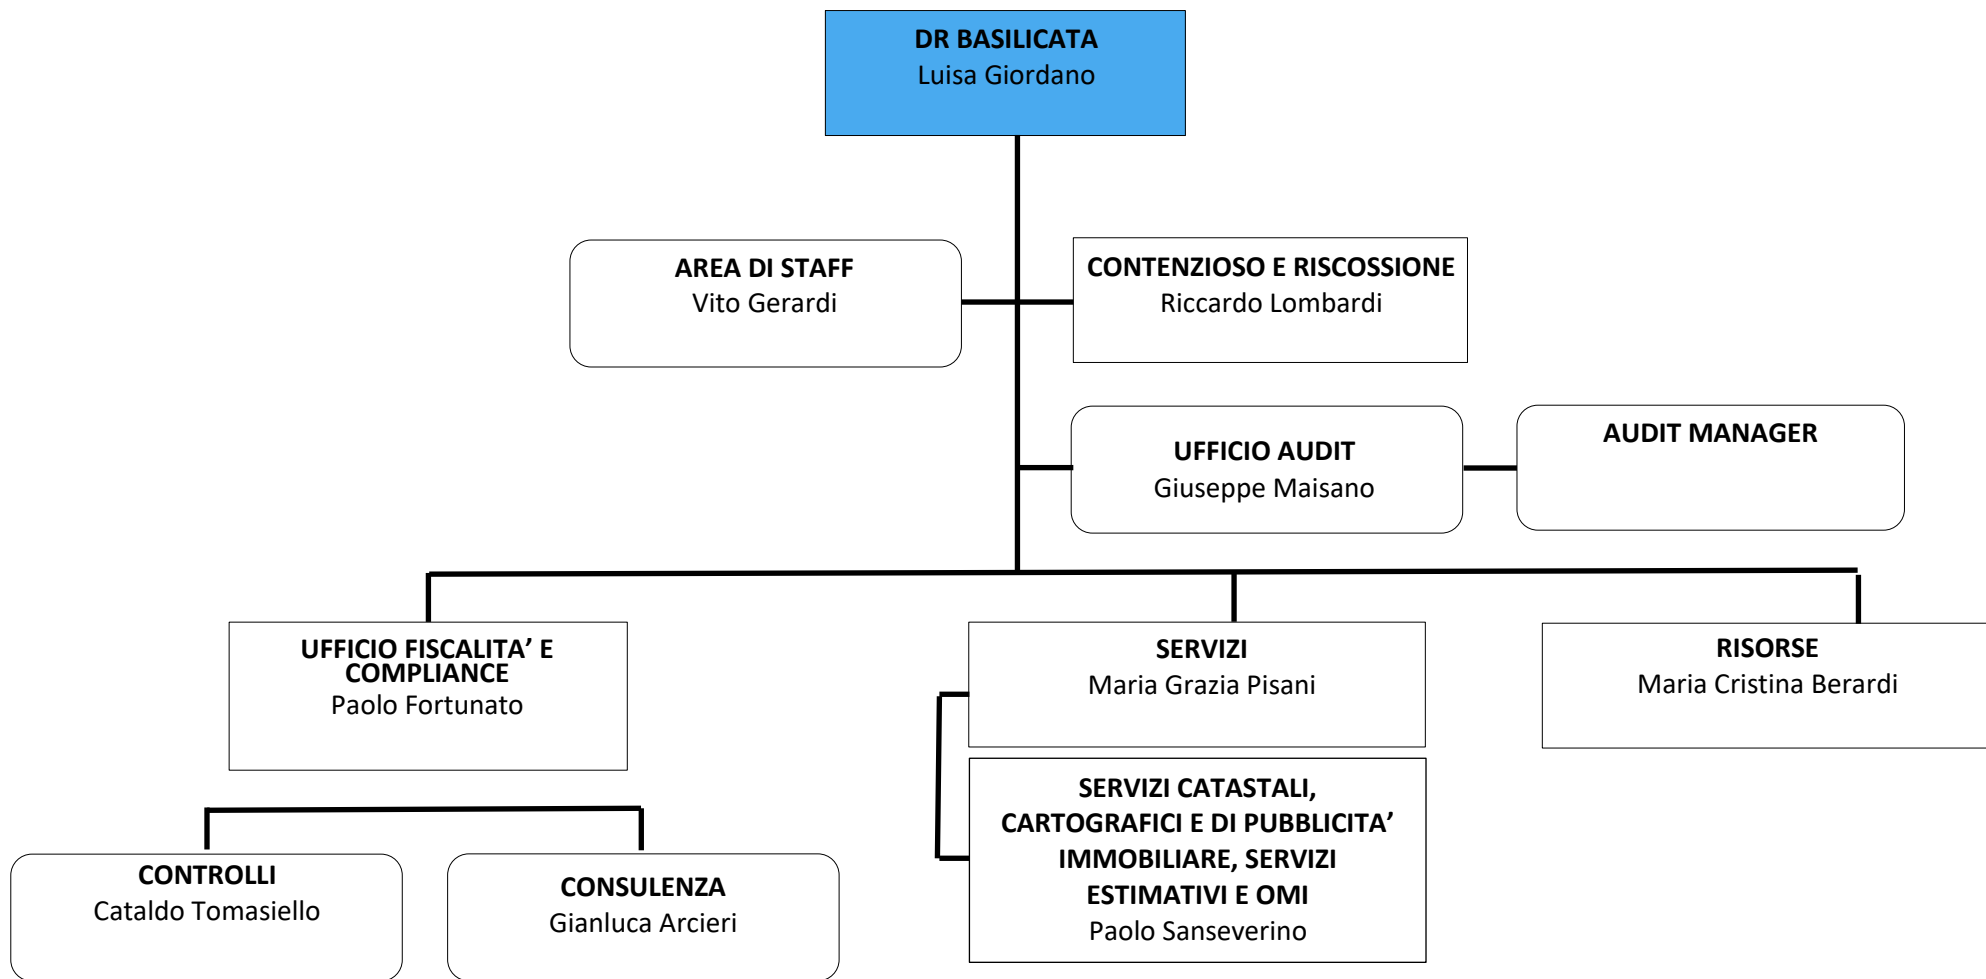 DR BASILICATA
Luisa Giordano
AREA DI STAFF
Vito Gerardi
CONTENZIOSO E RISCOSSIONE
Riccardo Lombardi
UFFICIO AUDIT
Giuseppe Maisano
AUDIT MANAGER
UFFICIO FISCALITA’ E
COMPLIANCE
Paolo Fortunato
SERVIZI
Maria Grazia Pisani
RISORSE
Maria Cristina Berardi
CONTROLLI
Cataldo Tomasiello
CONSULENZA
Gianluca Arcieri
SERVIZI CATASTALI,
CARTOGRAFICI E DI PUBBLICITA’
IMMOBILIARE, SERVIZI
ESTIMATIVI E OMI
Paolo Sanseverino